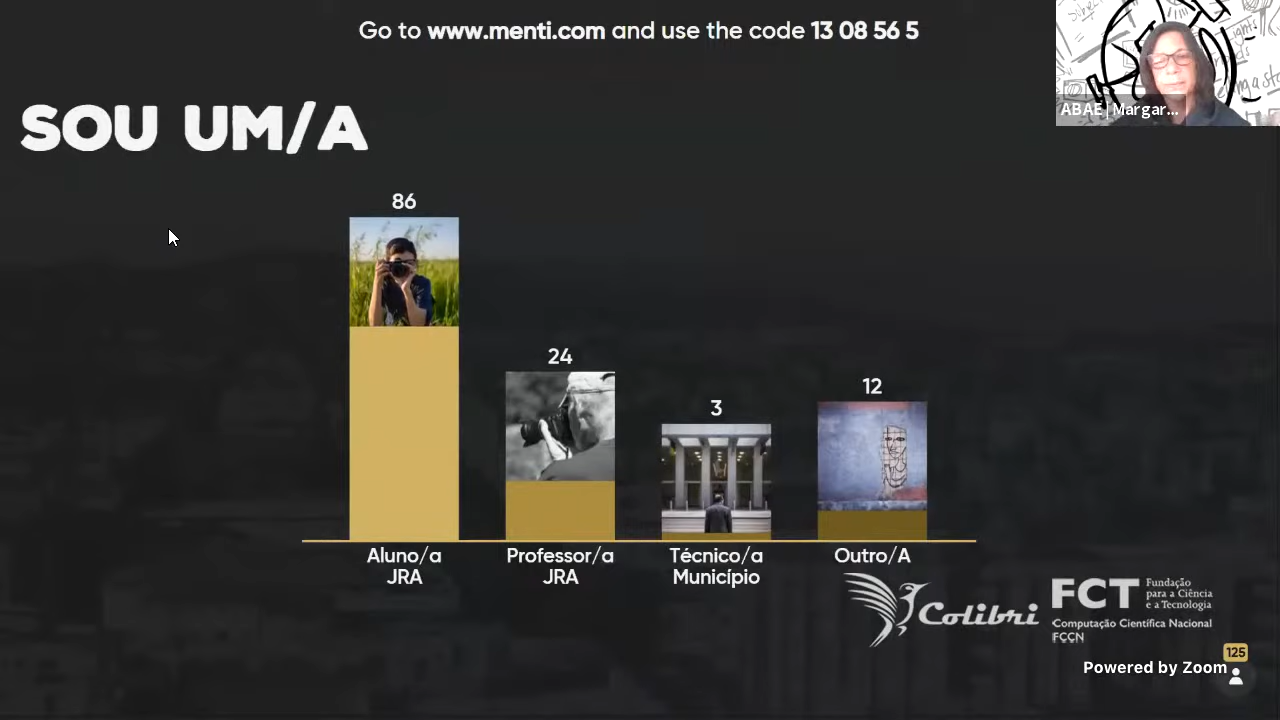 Go to www.menti.com and use the code 13 08 56 5
ABAE | Margar...
SOU UM/A
86
24
3
12
Aluno/a
JRA
Professor/a
JRA
Técnico/a
Município
Outro/A
Colibri
FCT
Fundação
para a Ciência
e a Tecnologia
Computação Científica Nacional
FCCN
125
Powered by Zoom